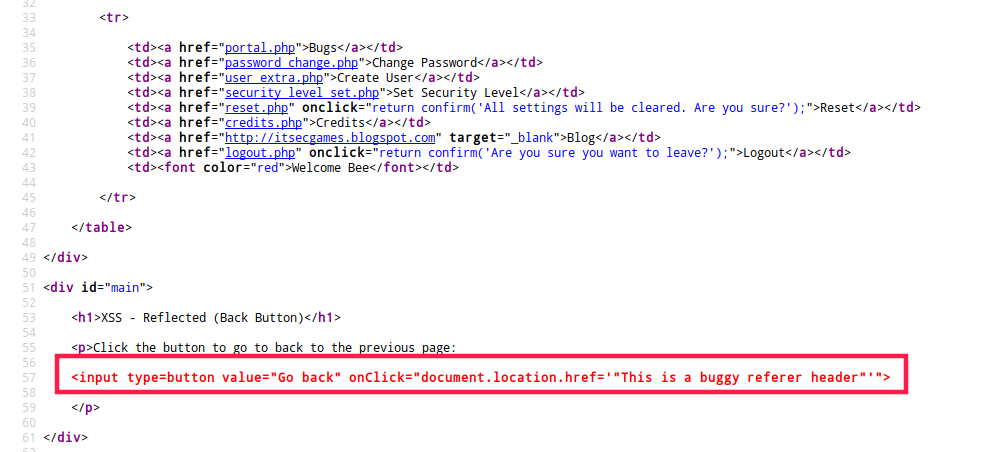 32
33 <tr>
34
35 <td><a href="portal.php">Bugs</a></td>
36 <td><a href="password_change.php">Change Password</a></td>
37 <td><a href="user_extra.php">Create User</a></td>
38 <td><a href="security_level_set.php">Set Security Level</a></td>
39 <td><a href="reset.php" onclick="return confirm('All settings will be cleared. Are you sure?');">Reset</a></td>
40 <td><a href="credits.php">Credits</a></td>
41 <td><a href="http://itsecgames.blogspot.com" target="_blank">Blog</a></td>
42 <td><a href="logout.php" onclick="return confirm('Are you sure you want to leave?');">Logout</a></td>
43 <td><font color="red">Welcome Bee</font></td>
44
45 </tr>
46
47 </table>
48
49 </div>
50
51 <div id="main">
52
53 <h1>XSS - Reflected (Back Button)</h1>
54
55 <p>Click the button to go to back to the previous page:
56
57 <input type=button value="Go back" onClick="document.location.href='"This is a buggy referer header"'">
58
59 </p>
60
61 </div>
62